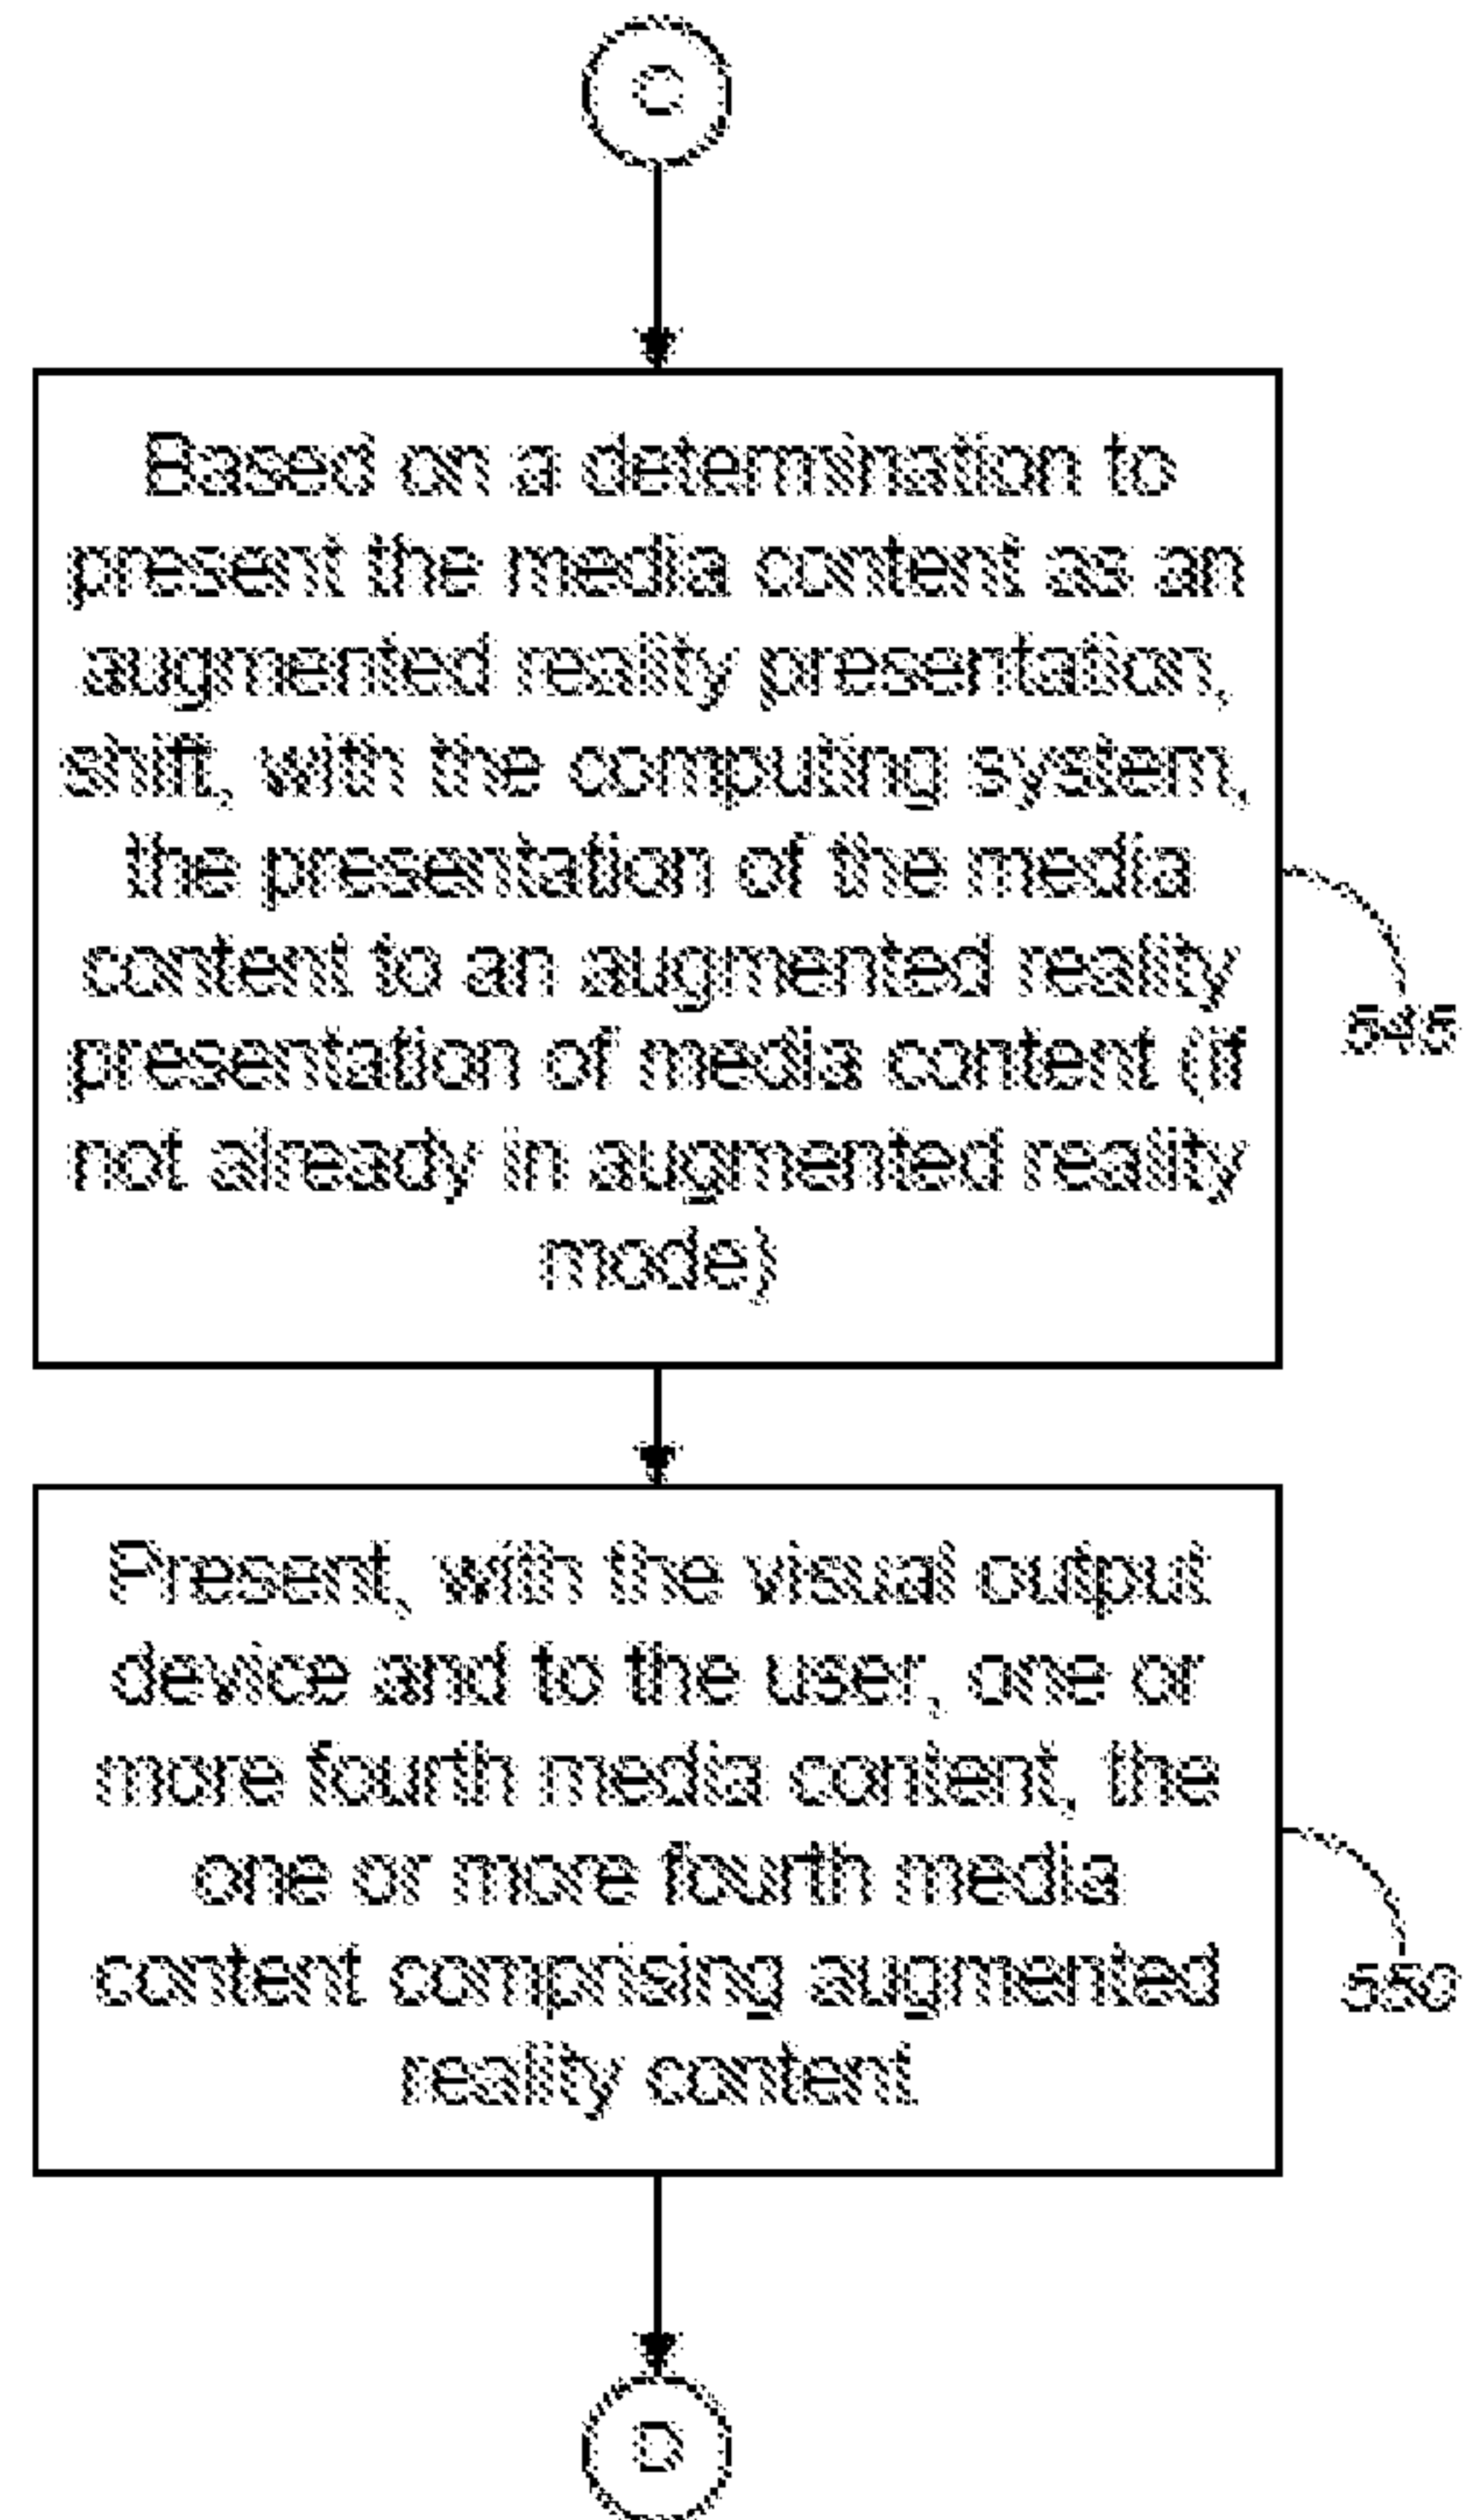 C
Based on a determination to
present the media content as an
augmented reality presentation,
shift, with the computing system,
the presentation of the media
content to an augmented reality
presentation of media content (if
not already in augmented reality
mode)
Present, with the visual output
device and to the user, one or
more fourth media content, the
one or more fourth media
content comprising augmented
reality content
550
D